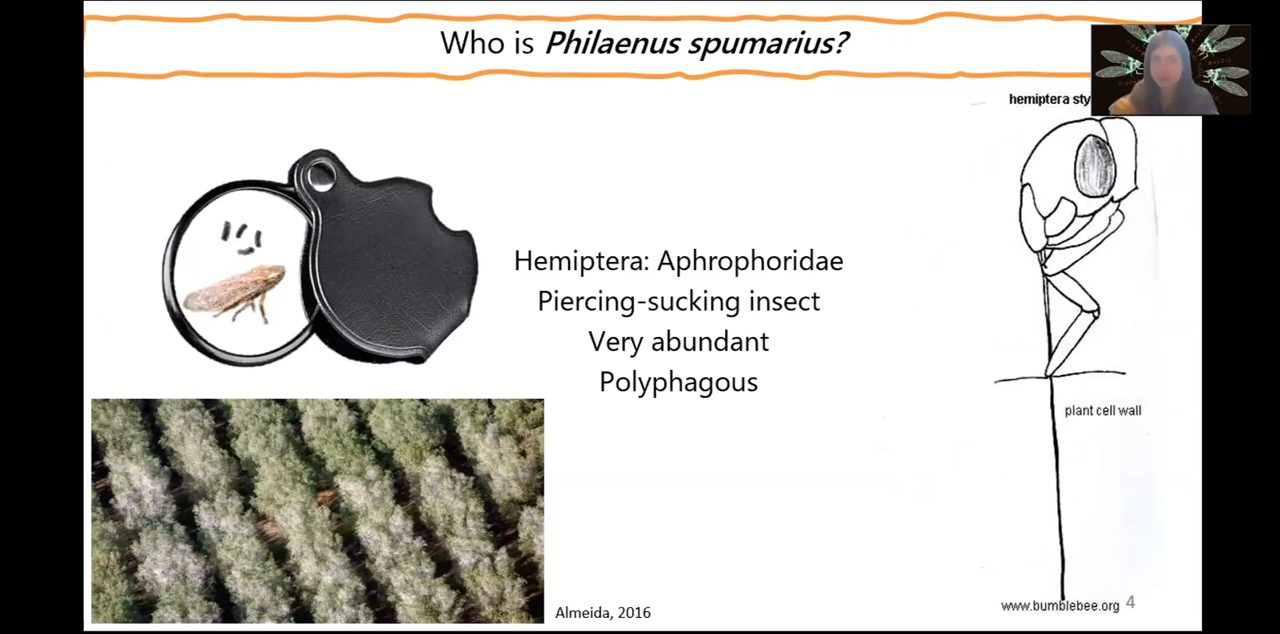 Who is Philaenus spumarius?
hemiptera sty
Hemiptera: Aphrophoridae
Piercing-sucking insect
Very abundant
Polyphagous
plant cell wall
Almeida, 2016
www.bumblebee.org 4